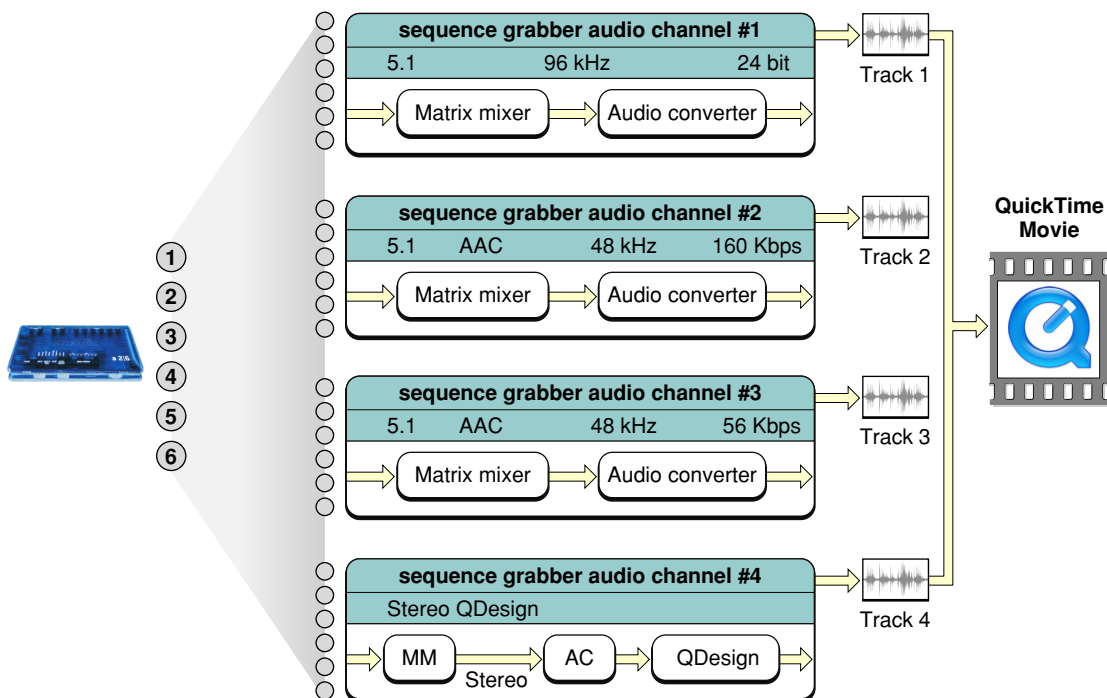 sequence grabber audio channel #1
5.1 96 kHz 24 bit
Matrix mixer Audio converter
Track 1
sequence grabber audio channel #2
5.1 AAC 48 kHz 160 Kbps
Matrix mixer Audio converter
Track 2
1
2
3
4
5
6
sequence grabber audio channel #3
5.1 AAC 48 kHz 56 Kbps
Matrix mixer Audio converter
Track 3
sequence grabber audio channel #4
Stereo QDesign
MM Stereo AC QDesign
Track 4
QuickTime
Movie